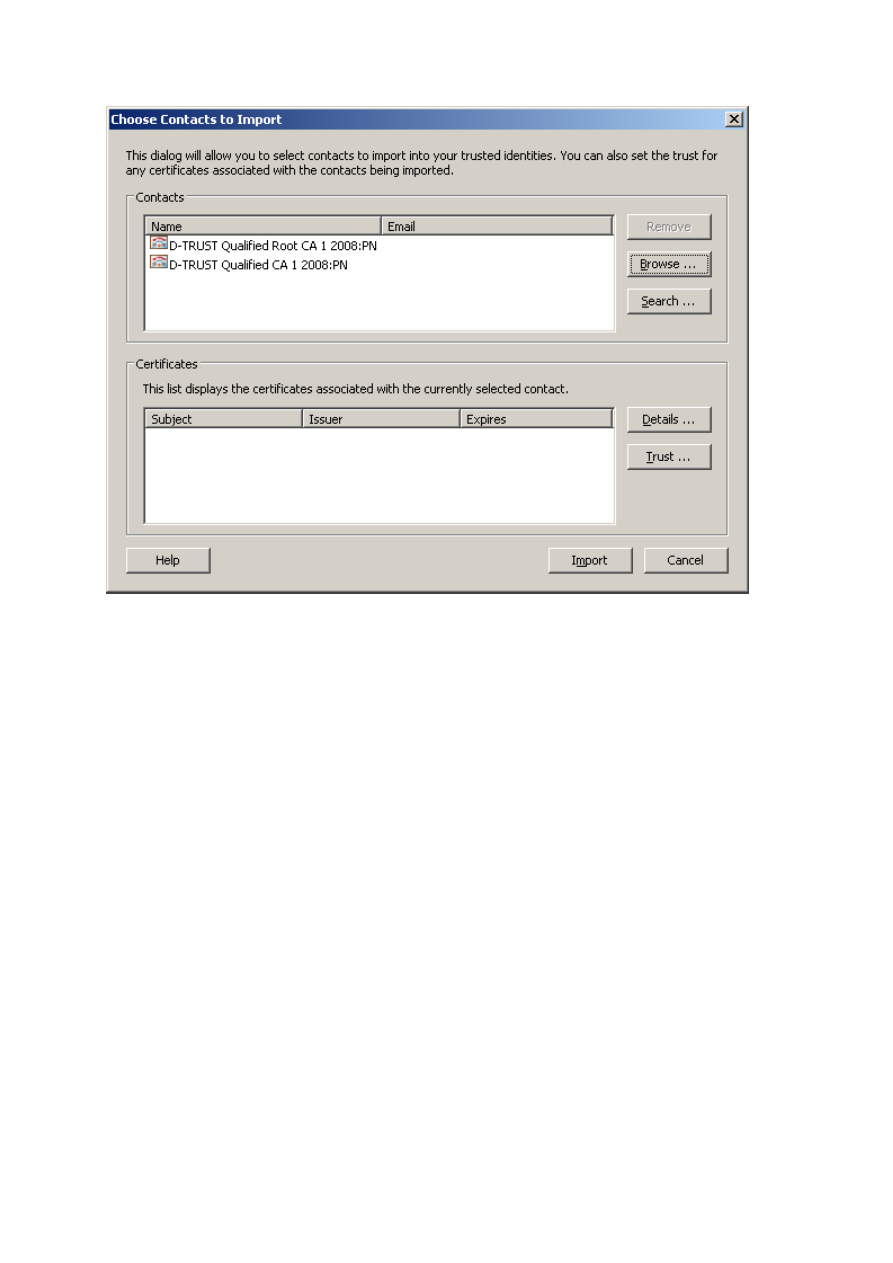 Choose Contacts to Import
This dialog will allow you to select contacts to import into your trusted identities. You can also set the trust for
any certificates associated with the contacts being imported.
Contacts
Name Email
D-TRUST Qualified Root CA 1 2008:PN
D-TRUST Qualified CA 1 2008:PN
Remove
Browse ...
Search ...
Certificates
This list displays the certificates associated with the currently selected contact.
Subject Issuer Expires
Details ...
Trust ...
Help Import Cancel